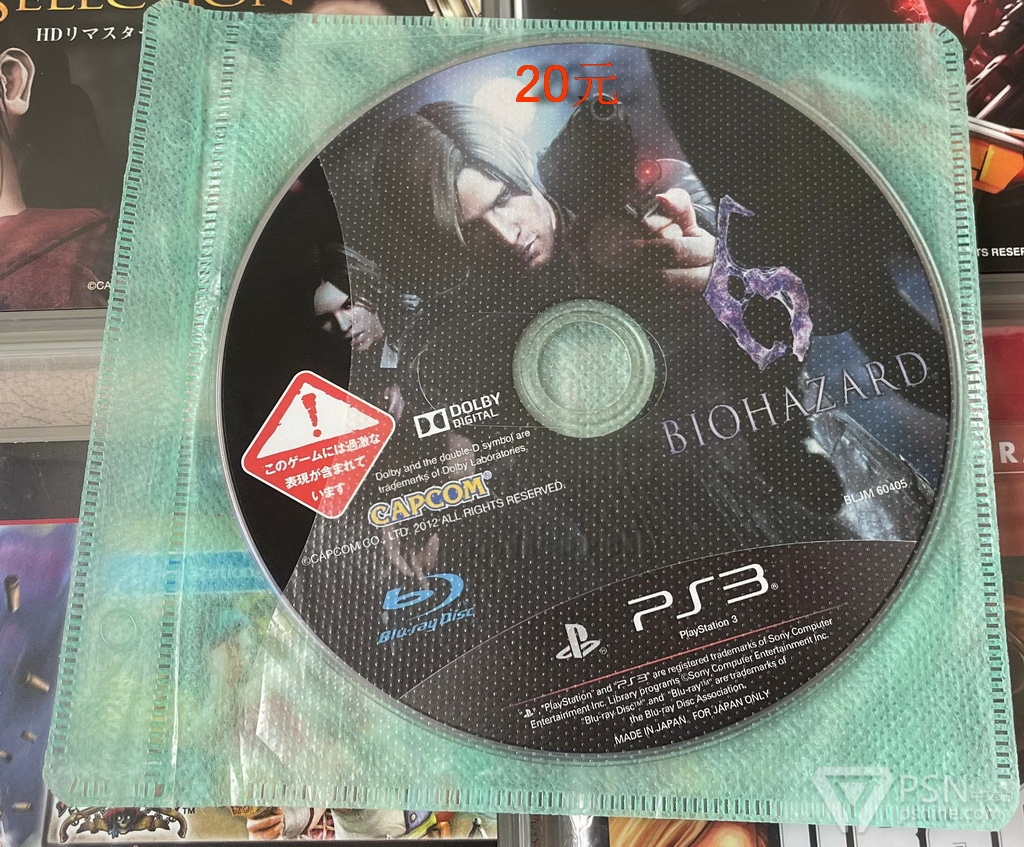 SELECTION
HDリマスター
20元
©CA
TS RESER
6
BIOHAZARD
DOLBY
DIGITAL
Dolby and the double-D symbol are
trademarks of Dolby Laboratories.
このゲームには過激な
表現が含まれて
います
CAPCOM®
©CAPCOM CO., LTD. 2012 ALL RIGHTS RESERVED.
BLJM 60405
Blu-ray Disc
PS3®
PlayStation 3
"PlayStation" and "PS3" are registered trademarks of Sony Computer
Entertainment Inc. Library programs ©Sony Computer Entertainment Inc.
"Blu-ray Disc™" and "Blu-ray™" are trademarks of
the Blu-ray Disc Association.
MADE IN JAPAN. FOR JAPAN ONLY
PSN
psnine.com